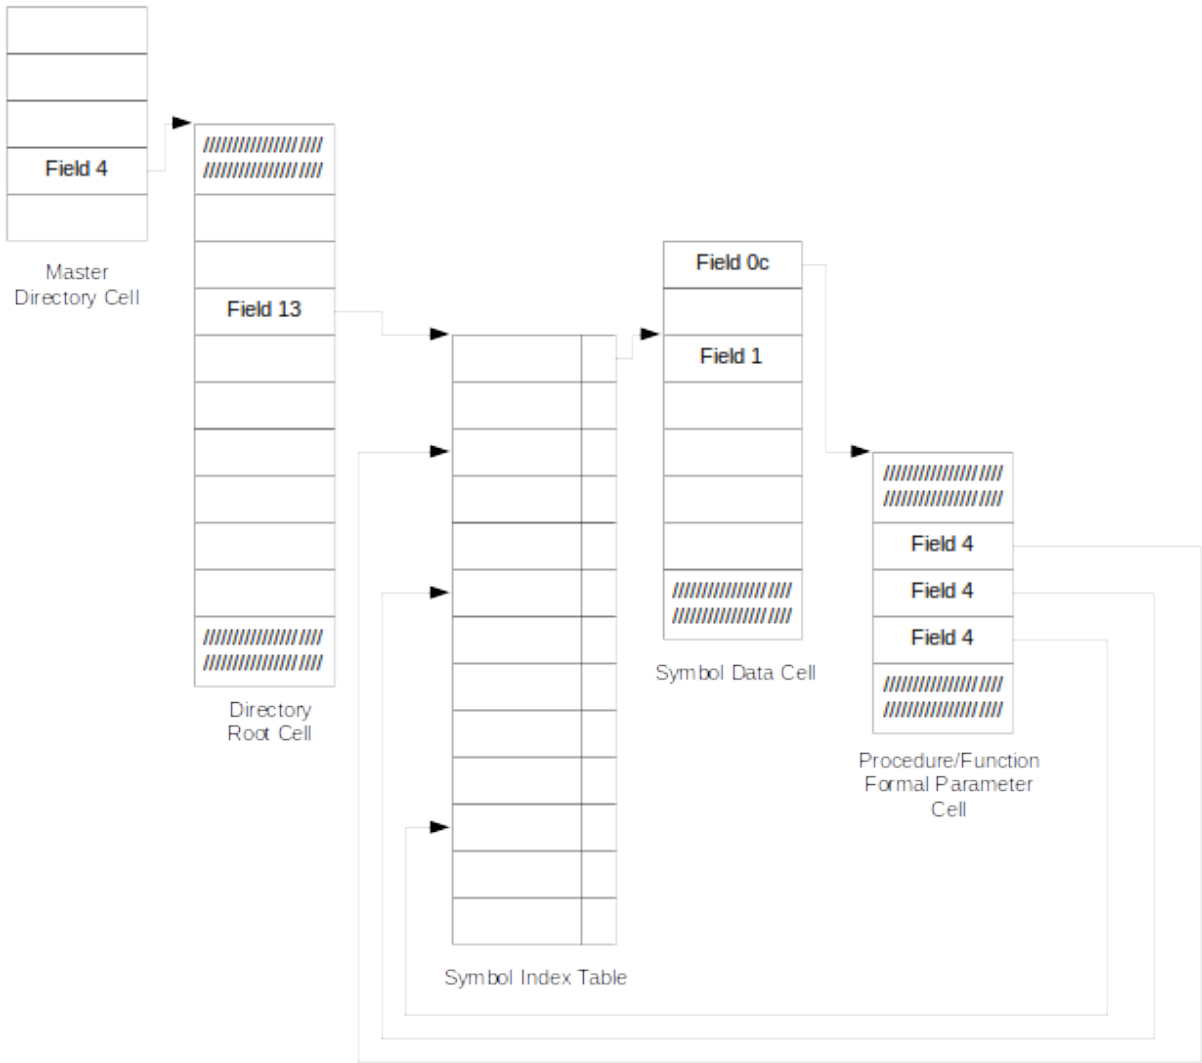 Field 4
Master
Directory Cell
//////////////////////
//////////////////////
Field 13
//////////////////////
//////////////////////
Directory
Root Cell
Symbol Index Table
Field 0c
Field 1
//////////////////////
//////////////////////
Symbol Data Cell
//////////////////////
//////////////////////
Field 4
Field 4
Field 4
//////////////////////
//////////////////////
Procedure/Function
Formal Parameter
Cell